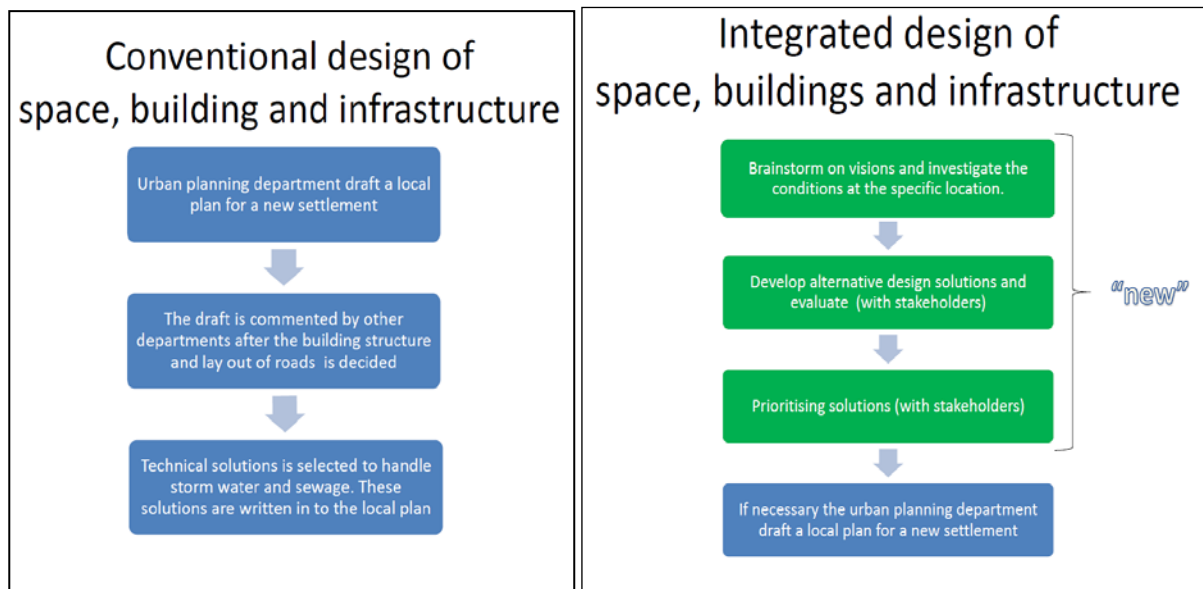 Conventional design of
space, building and infrastructure
Urban planning department draft a local
plan for a new settlement
The draft is commented by other
departments after the building structure
and lay out of roads  is decided
Technical solutions is selected to handle
storm water and sewage. These
solutions are written in to the local plan
Integrated design of
space, buildings and infrastructure
Brainstorm on visions and investigate the
conditions at the specific location.
Develop alternative design solutions and
evaluate  (with stakeholders)
Prioritising solutions (with stakeholders)
"new"
If necessary the urban planning department
draft a local plan for a new settlement